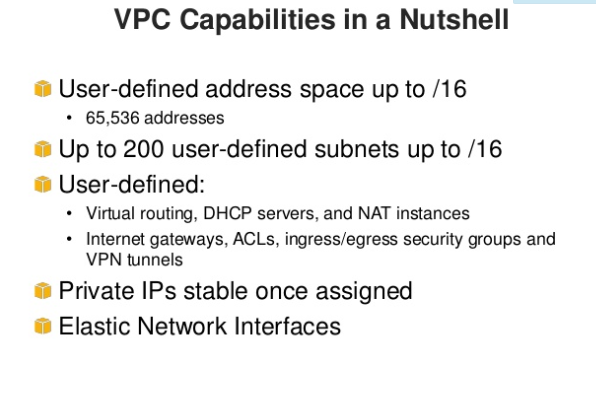 VPC Capabilities in a Nutshell
User-defined address space up to /16
• 65,536 addresses
Up to 200 user-defined subnets up to /16
User-defined:
• Virtual routing, DHCP servers, and NAT instances
• Internet gateways, ACLs, ingress/egress security groups and
VPN tunnels
Private IPs stable once assigned
Elastic Network Interfaces